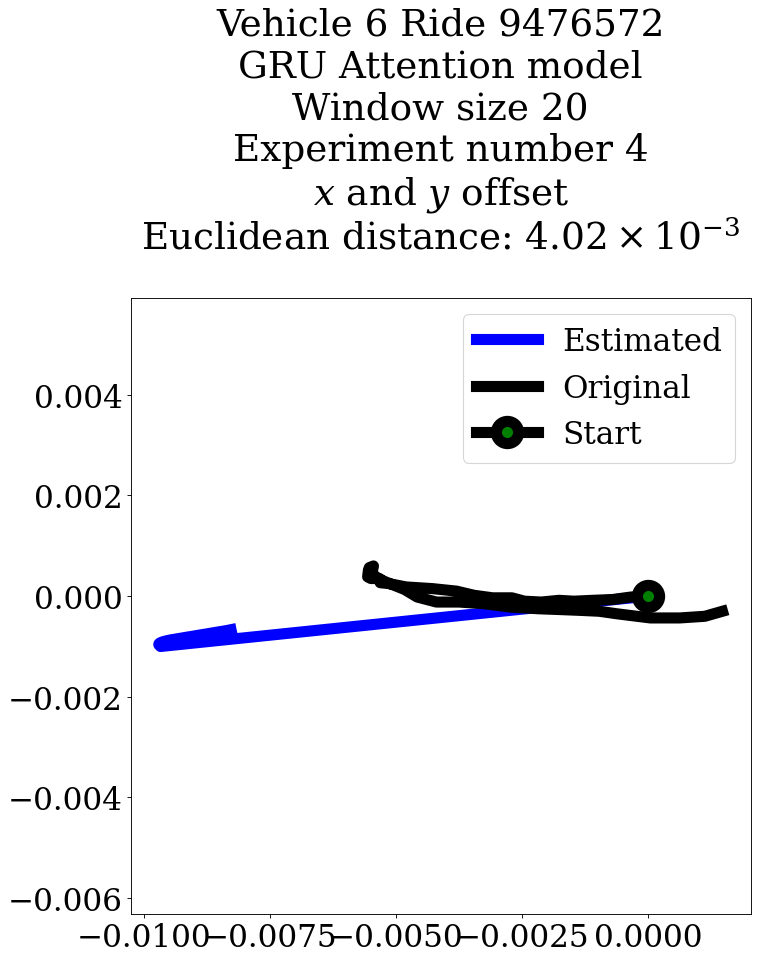 Vehicle 6 Ride 9476572
GRU Attention model
Window size 20
Experiment number 4
x and y offset
Euclidean distance: 4.02 × 10⁻³
Estimated
Original
Start
0.004
0.002
0.000
−0.002
−0.004
−0.006
−0.0100 −0.0075 −0.0050 −0.0025 0.0000